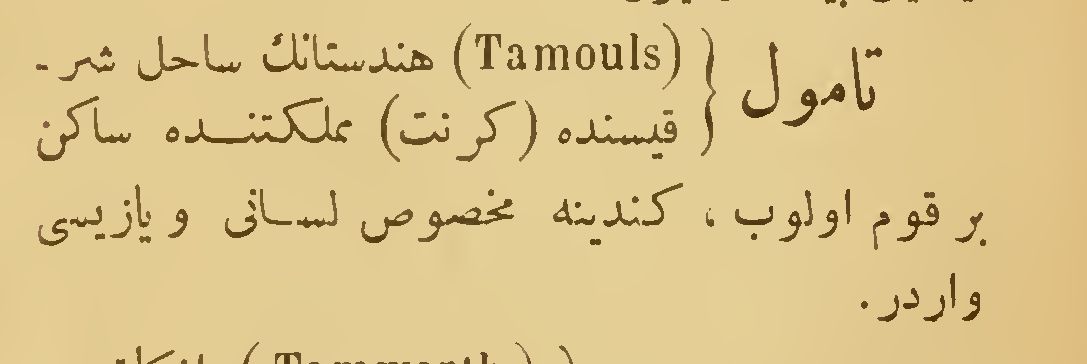 تامول } (Tamouls) هندستانك ساحل شر-
قيسنده (كرنت) مملكتنده ساكن
بر قوم اولوب ، كندينه مخصوص لسانى و يازيسى
واردر.